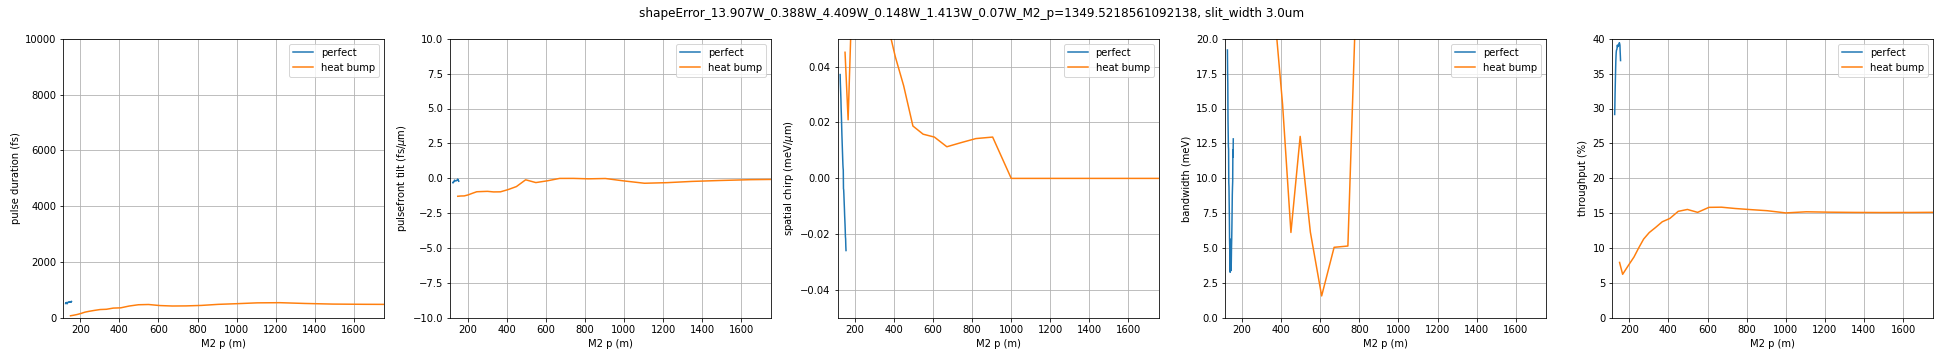 shapeError_13.907W_0.388W_4.409W_0.148W_1.413W_0.07W_M2_p=1349.5218561092138, slit_width 3.0um
pulse duration (fs)
10000
8000
6000
4000
2000
0
200 400 600 800 1000 1200 1400 1600
M2 p (m)
perfect
heat bump
pulsefront tilt (fs/μm)
10.0
7.5
5.0
2.5
0.0
−2.5
−5.0
−7.5
−10.0
200 400 600 800 1000 1200 1400 1600
M2 p (m)
perfect
heat bump
spatial chirp (meV/μm)
0.04
0.02
0.00
−0.02
−0.04
200 400 600 800 1000 1200 1400 1600
M2 p (m)
perfect
heat bump
bandwidth (meV)
20.0
17.5
15.0
12.5
10.0
7.5
5.0
2.5
0.0
200 400 600 800 1000 1200 1400 1600
M2 p (m)
perfect
heat bump
throughput (%)
40
35
30
25
20
15
10
5
0
200 400 600 800 1000 1200 1400 1600
M2 p (m)
perfect
heat bump